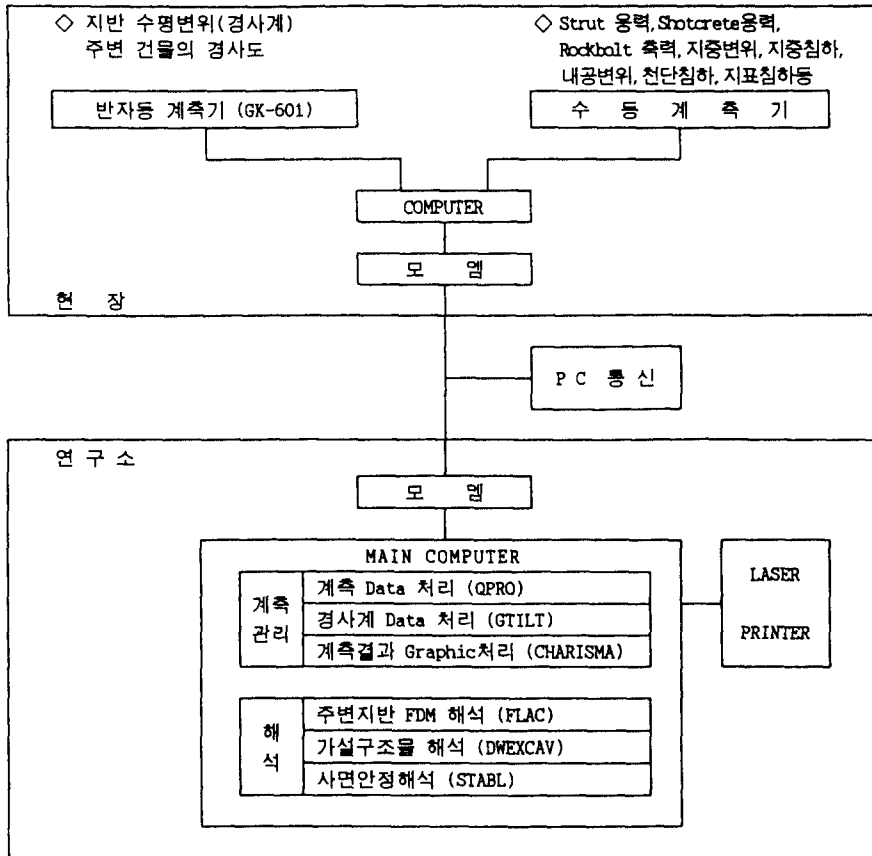 ◇ 지반 수평변위(경사계)
주변 건물의 경사도
◇ Strut 응력, Shotcrete응력,
Rockbolt 축력, 지중변위, 지중침하,
내공변위, 천단침하, 지표침하등
반자동 계측기 (GK-601)
수 동 계 측 기
COMPUTER
모 뎀
현 장
P C 통 신
연 구 소
모 뎀
MAIN COMPUTER
계측
관리
계측 Data 처리 (QPRO)
경사계 Data 처리 (GTILT)
계측결과 Graphic처리 (CHARISMA)
해
석
주변지반 FDM 해석 (FLAC)
가설구조물 해석 (DWEXCAV)
사면안정해석 (STABL)
LASER
PRINTER